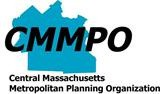 CMMPO
Central Massachusetts
Metropolitan Planning Organization